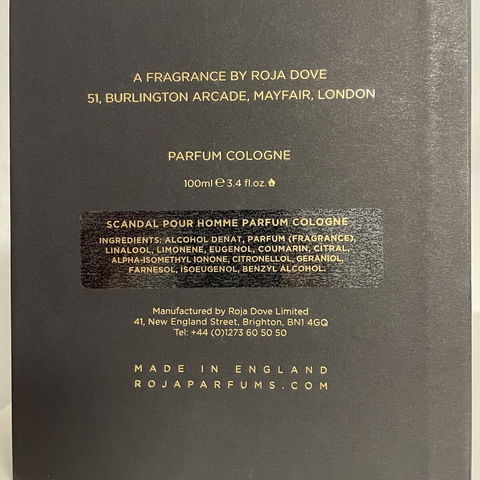 A FRAGRANCE BY ROJA DOVE
51, BURLINGTON ARCADE, MAYFAIR, LONDON
PARFUM COLOGNE
100ml ℮ 3.4 fl.oz.
SCANDAL POUR HOMME PARFUM COLOGNE
INGREDIENTS: ALCOHOL DENAT, PARFUM (FRAGRANCE),
LINALOOL, LIMONENE, EUGENOL, COUMARIN, CITRAL,
ALPHA-ISOMETHYL IONONE, CITRONELLOL, GERANIOL,
FARNESOL, ISOEUGENOL, BENZYL ALCOHOL.
Manufactured by Roja Dove Limited
41, New England Street, Brighton, BN1 4GQ
Tel: +44 (0)1273 60 50 50
MADE IN ENGLAND
ROJAPARFUMS.COM